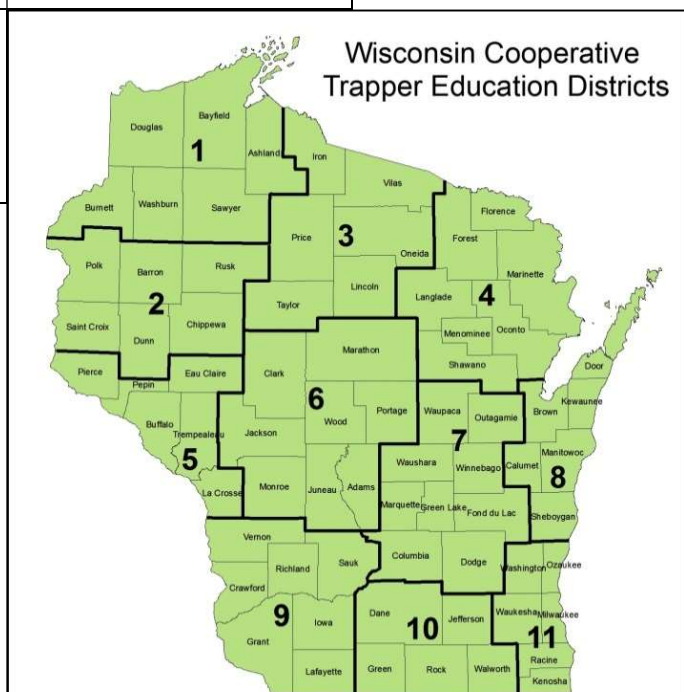 Wisconsin Cooperative
Trapper Education Districts
Douglas
Bayfield
1
Ashland
Iron
Vilas
Burnett
Washburn
Sawyer
Price
3
Oneida
Florence
Forest
Marinette
Polk
Barron
Rusk
2
Lincoln
Taylor
Langlade
4
Saint Croix
Dunn
Chippewa
Menominee
Oconto
Marathon
Shawano
Door
Pierce
Pepin
Eau Claire
Clark
6
Wood
Portage
Waupaca
Outagamie
Brown
Kewaunee
Buffalo
Trempealeau
5
Jackson
7
Waushara
Winnebago
Calumet
Manitowoc
8
La Crosse
Monroe
Juneau
Adams
Marquette
Green Lake
Fond du Lac
Sheboygan
Vernon
Richland
Sauk
Columbia
Dodge
Washington
Ozaukee
Crawford
9
Iowa
Grant
Dane
10
Jefferson
Waukesha
Milwaukee
11
Lafayette
Green
Rock
Walworth
Racine
Kenosha